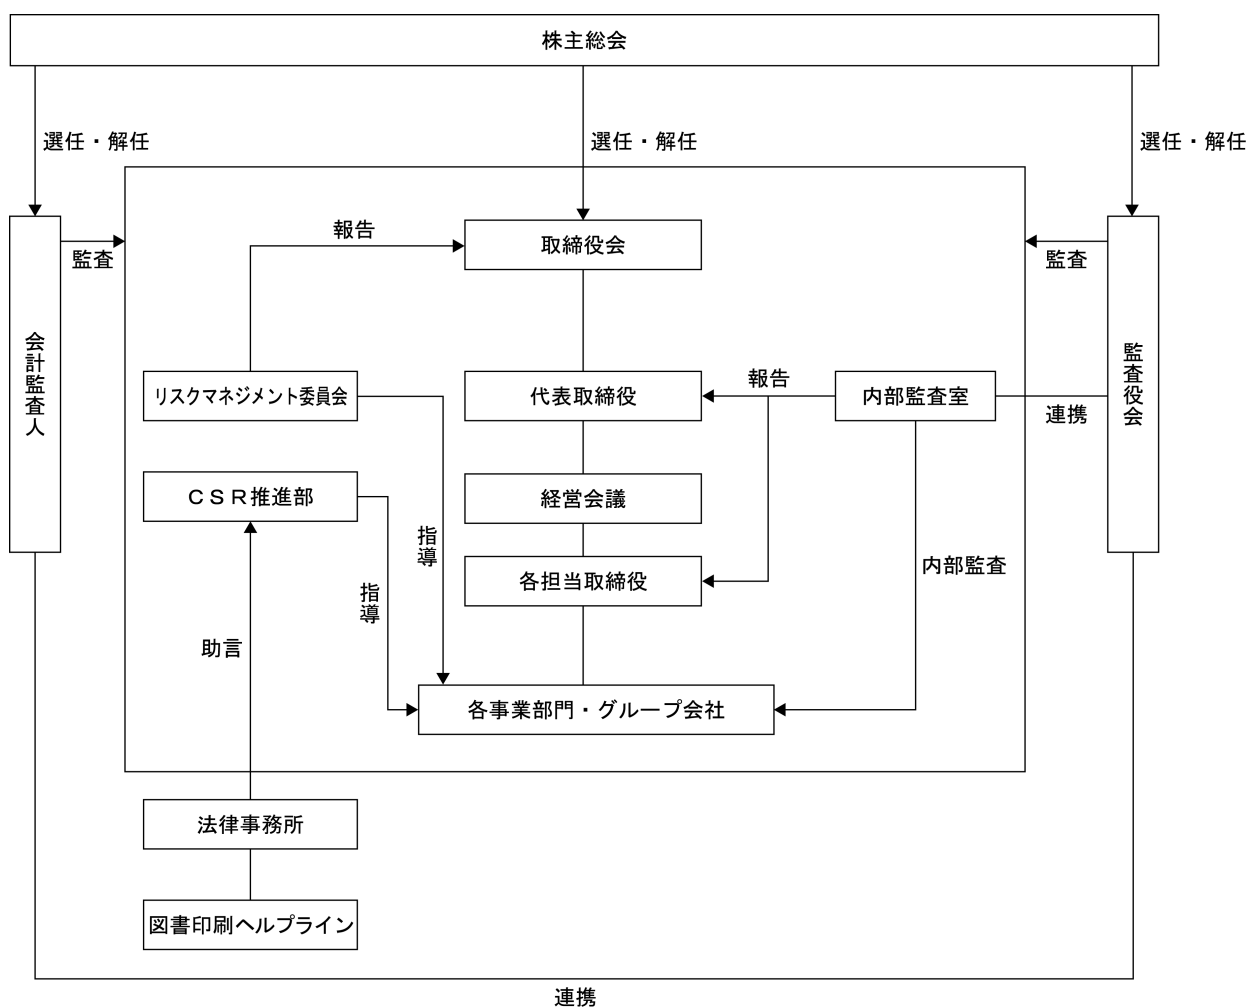 株主総会
選任・解任
選任・解任
選任・解任
報告
取締役会
監査
監査
会計監査人
監査役会
リスクマネジメント委員会
代表取締役
報告
内部監査室
連携
CSR推進部
経営会議
指導
各担当取締役
内部監査
指導
助言
各事業部門・グループ会社
法律事務所
図書印刷ヘルプライン
連携